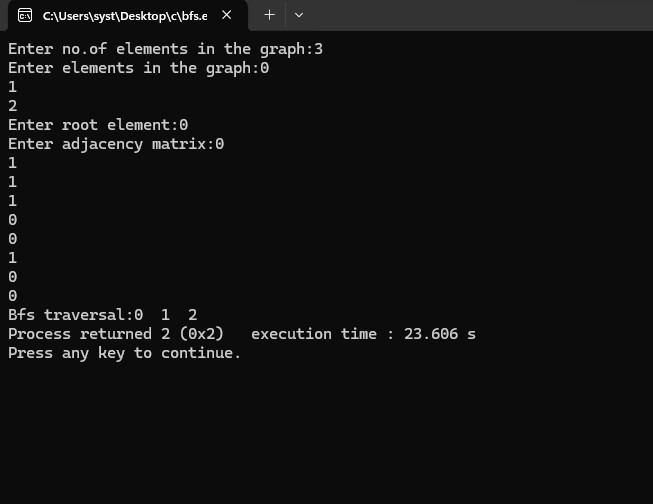 C:\Users\syst\Desktop\c\bfs.e
Enter no.of elements in the graph:3
Enter elements in the graph:0
1
2
Enter root element:0
Enter adjacency matrix:0
1
1
1
0
0
1
0
0
Bfs traversal:0  1  2
Process returned 2 (0x2)   execution time : 23.606 s
Press any key to continue.